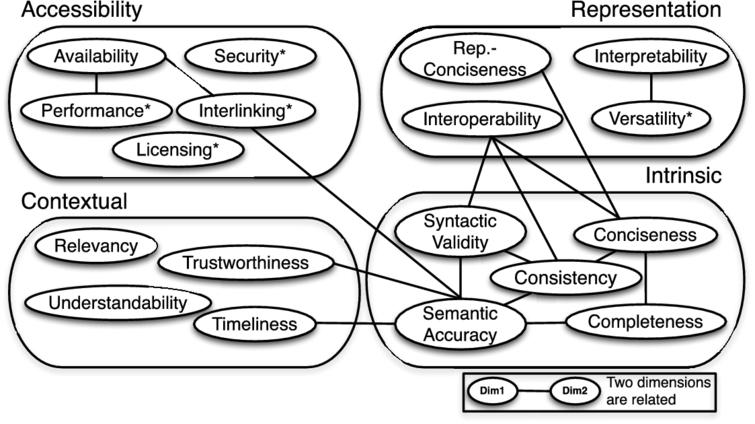 Accessibility
Availability
Security*
Performance*
Interlinking*
Licensing*
Representation
Rep.-
Conciseness
Interpretability
Interoperability
Versatility*
Contextual
Relevancy
Trustworthiness
Understandability
Timeliness
Intrinsic
Syntactic
Validity
Conciseness
Consistency
Semantic
Accuracy
Completeness
Dim1
Dim2
Two dimensions
are related